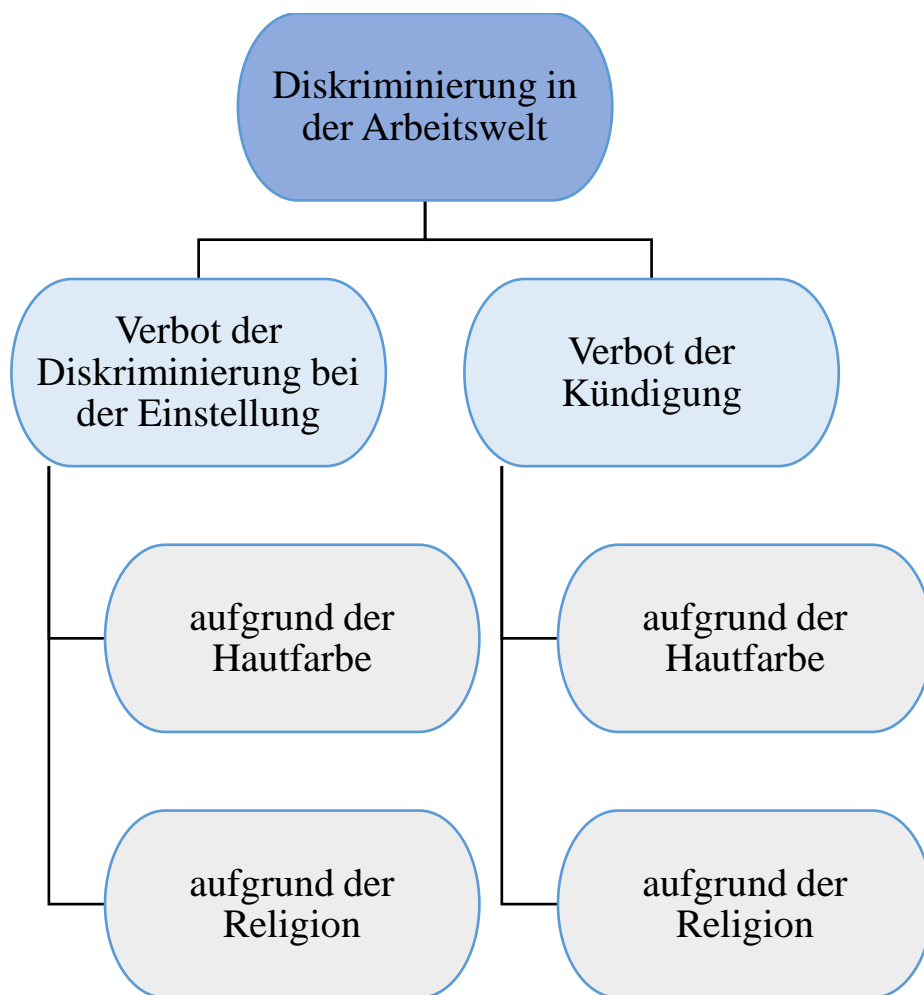 Diskriminierung in
der Arbeitswelt
Verbot der
Diskriminierung bei
der Einstellung
aufgrund der
Hautfarbe
aufgrund der
Religion
Verbot der
Kündigung
aufgrund der
Hautfarbe
aufgrund der
Religion